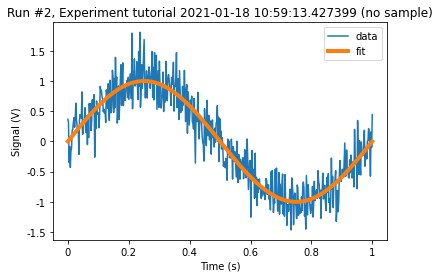 Run #2, Experiment tutorial 2021-01-18 10:59:13.427399 (no sample)
data
fit
Signal (V)
1.5
1
0.5
0
-0.5
-1
-1.5
0
0.2
0.4
0.6
0.8
1
Time (s)